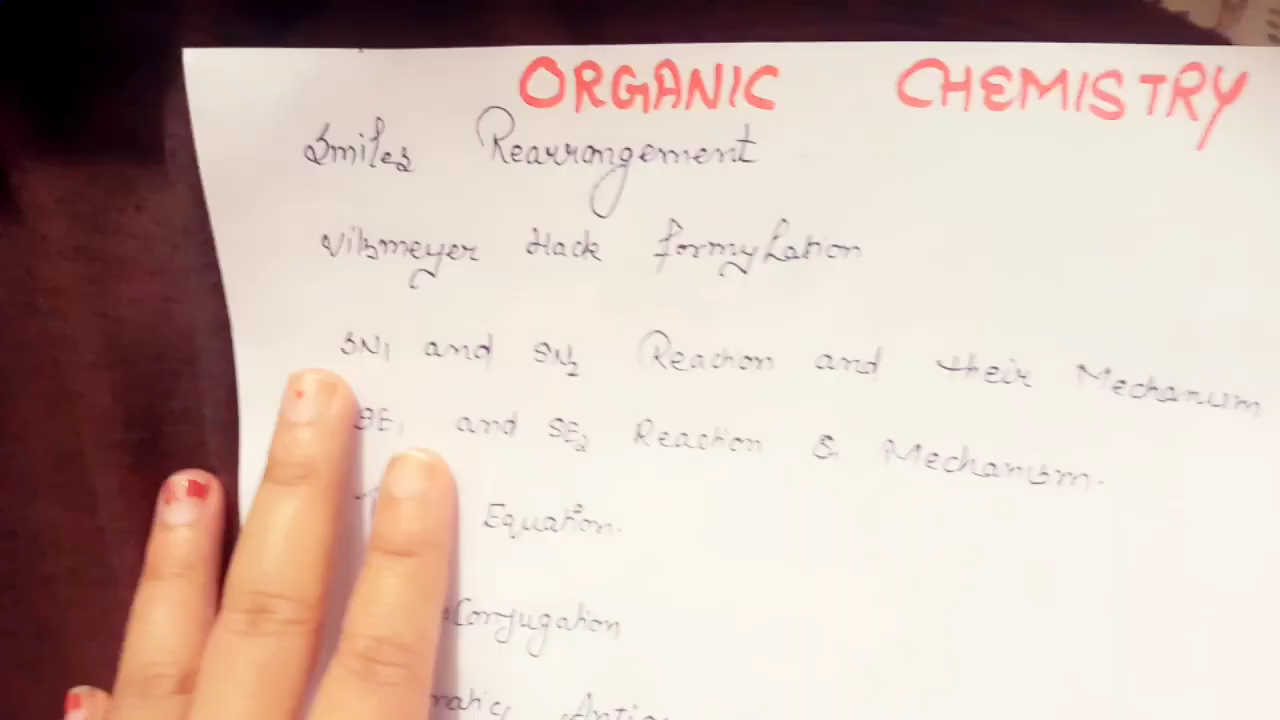 ORGANIC CHEMISTRY
Smiles Rearrangement
Vilsmeyer Hack formylation
SN1 and SN2 Reaction and their Mechanism
SE1 and SE2 Reaction & Mechanism.
Equation.
Conjugation